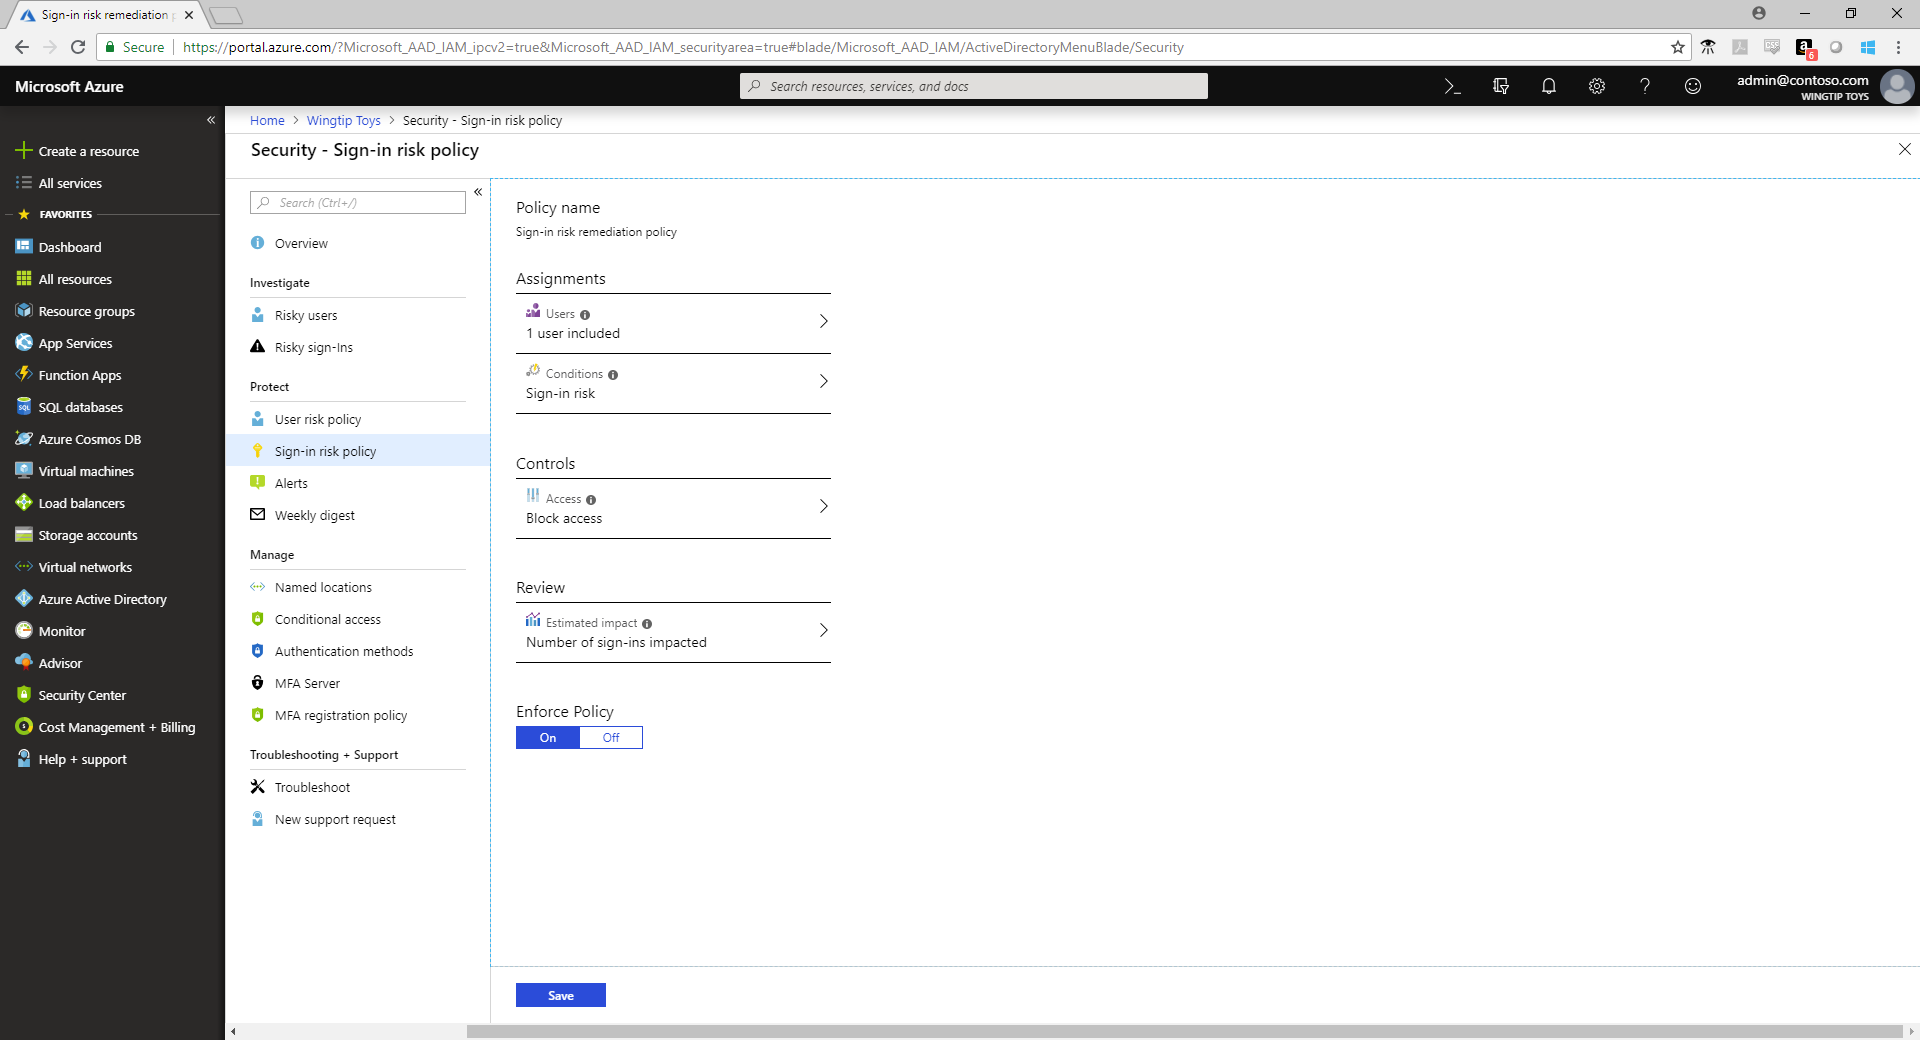 Sign-in risk remediation p
Secure
https://portal.azure.com/?Microsoft_AAD_IAM_ipcv2=true&Microsoft_AAD_IAM_securityarea=true#blade/Microsoft_AAD_IAM/ActiveDirectoryMenuBlade/Security
6
Microsoft Azure
Search resources, services, and docs
admin@contoso.com
WINGTIP TOYS
Create a resource
All services
FAVORITES
Dashboard
All resources
Resource groups
App Services
Function Apps
SQL databases
Azure Cosmos DB
Virtual machines
Load balancers
Storage accounts
Virtual networks
Azure Active Directory
Monitor
Advisor
Security Center
Cost Management + Billing
Help + support
Home > Wingtip Toys > Security - Sign-in risk policy
Security - Sign-in risk policy
Search (Ctrl+/)
Overview
Investigate
Risky users
Risky sign-Ins
Protect
User risk policy
Sign-in risk policy
Alerts
Weekly digest
Manage
Named locations
Conditional access
Authentication methods
MFA Server
MFA registration policy
Troubleshooting + Support
Troubleshoot
New support request
Policy name
Sign-in risk remediation policy
Assignments
Users
1 user included
Conditions
Sign-in risk
Controls
Access
Block access
Review
Estimated impact
Number of sign-ins impacted
Enforce Policy
On Off
Save